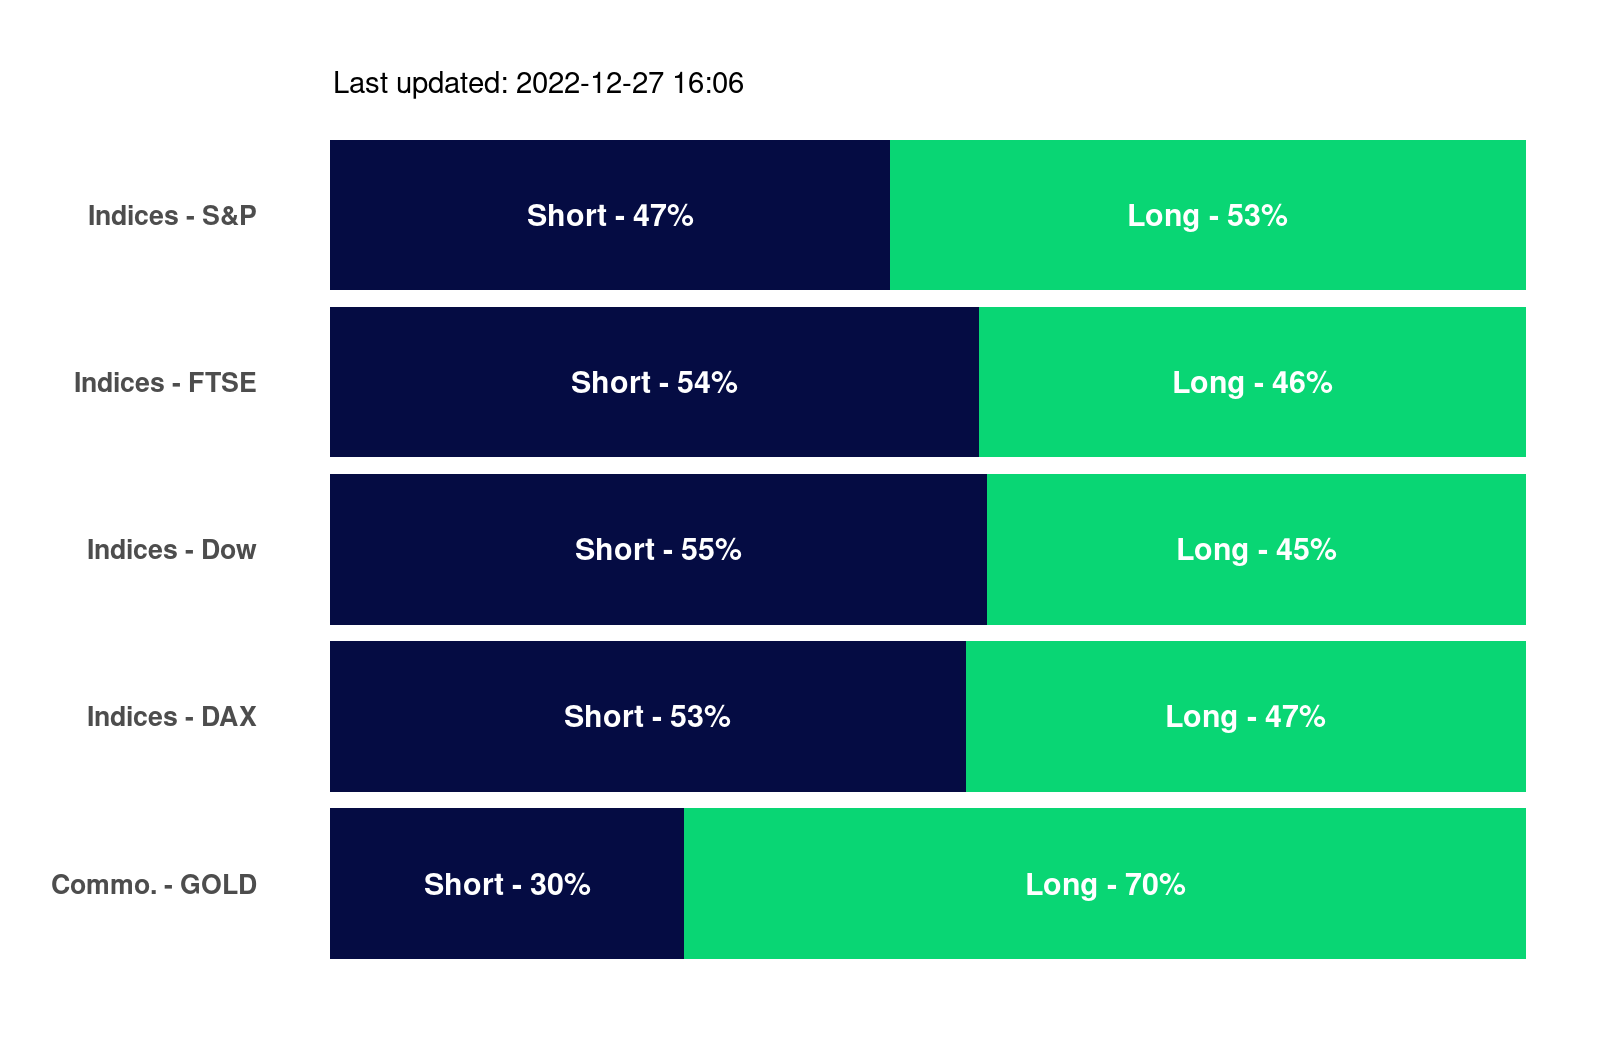 Last updated: 2022-12-27 16:06
Indices - S&P Short - 47% Long - 53%
Indices - FTSE Short - 54% Long - 46%
Indices - Dow Short - 55% Long - 45%
Indices - DAX Short - 53% Long - 47%
Commo. - GOLD Short - 30% Long - 70%